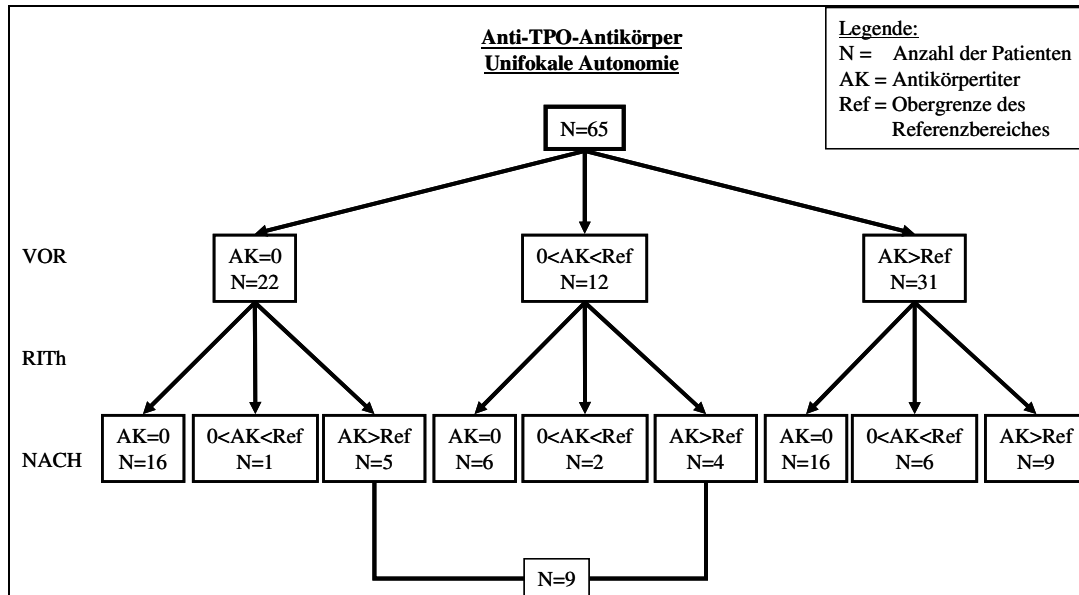 Anti-TPO-Antikörper
Unifokale Autonomie
Legende:
N = Anzahl der Patienten
AK = Antikörpertiter
Ref = Obergrenze des
Referenzbereiches
N=65
VOR
AK=0
N=22
0<AK<Ref
N=12
AK>Ref
N=31
RITh
NACH
AK=0
N=16
0<AK<Ref
N=1
AK>Ref
N=5
AK=0
N=6
0<AK<Ref
N=2
AK>Ref
N=4
AK=0
N=16
0<AK<Ref
N=6
AK>Ref
N=9
N=9